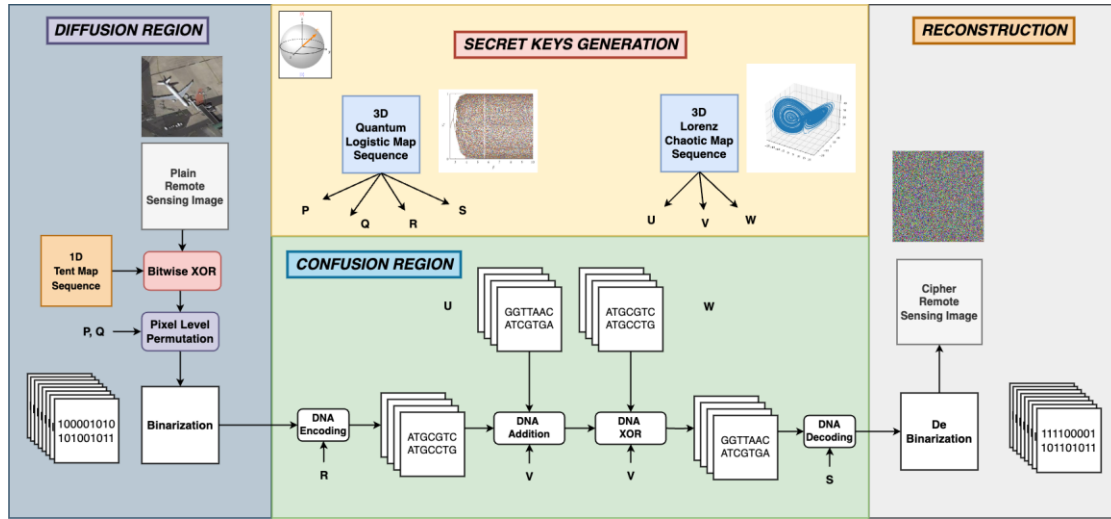 DIFFUSION REGION
Plain
Remote
Sensing Image
1D
Tent Map
Sequence
Bitwise XOR
P, Q
Pixel Level
Permutation
100001010
101001011
Binarization
SECRET KEYS GENERATION
3D
Quantum
Logistic Map
Sequence
P
Q
R
S
3D
Lorenz
Chaotic Map
Sequence
U
V
W
CONFUSION REGION
U
GGTTAAC
ATCGTGA
ATGCGTC
ATGCCTG
W
DNA
Encoding
R
ATGCGTC
ATGCCTG
DNA
Addition
V
DNA
XOR
V
GGTTAAC
ATCGTGA
DNA
Decoding
S
RECONSTRUCTION
Cipher
Remote
Sensing Image
De
Binarization
111100001
101101011